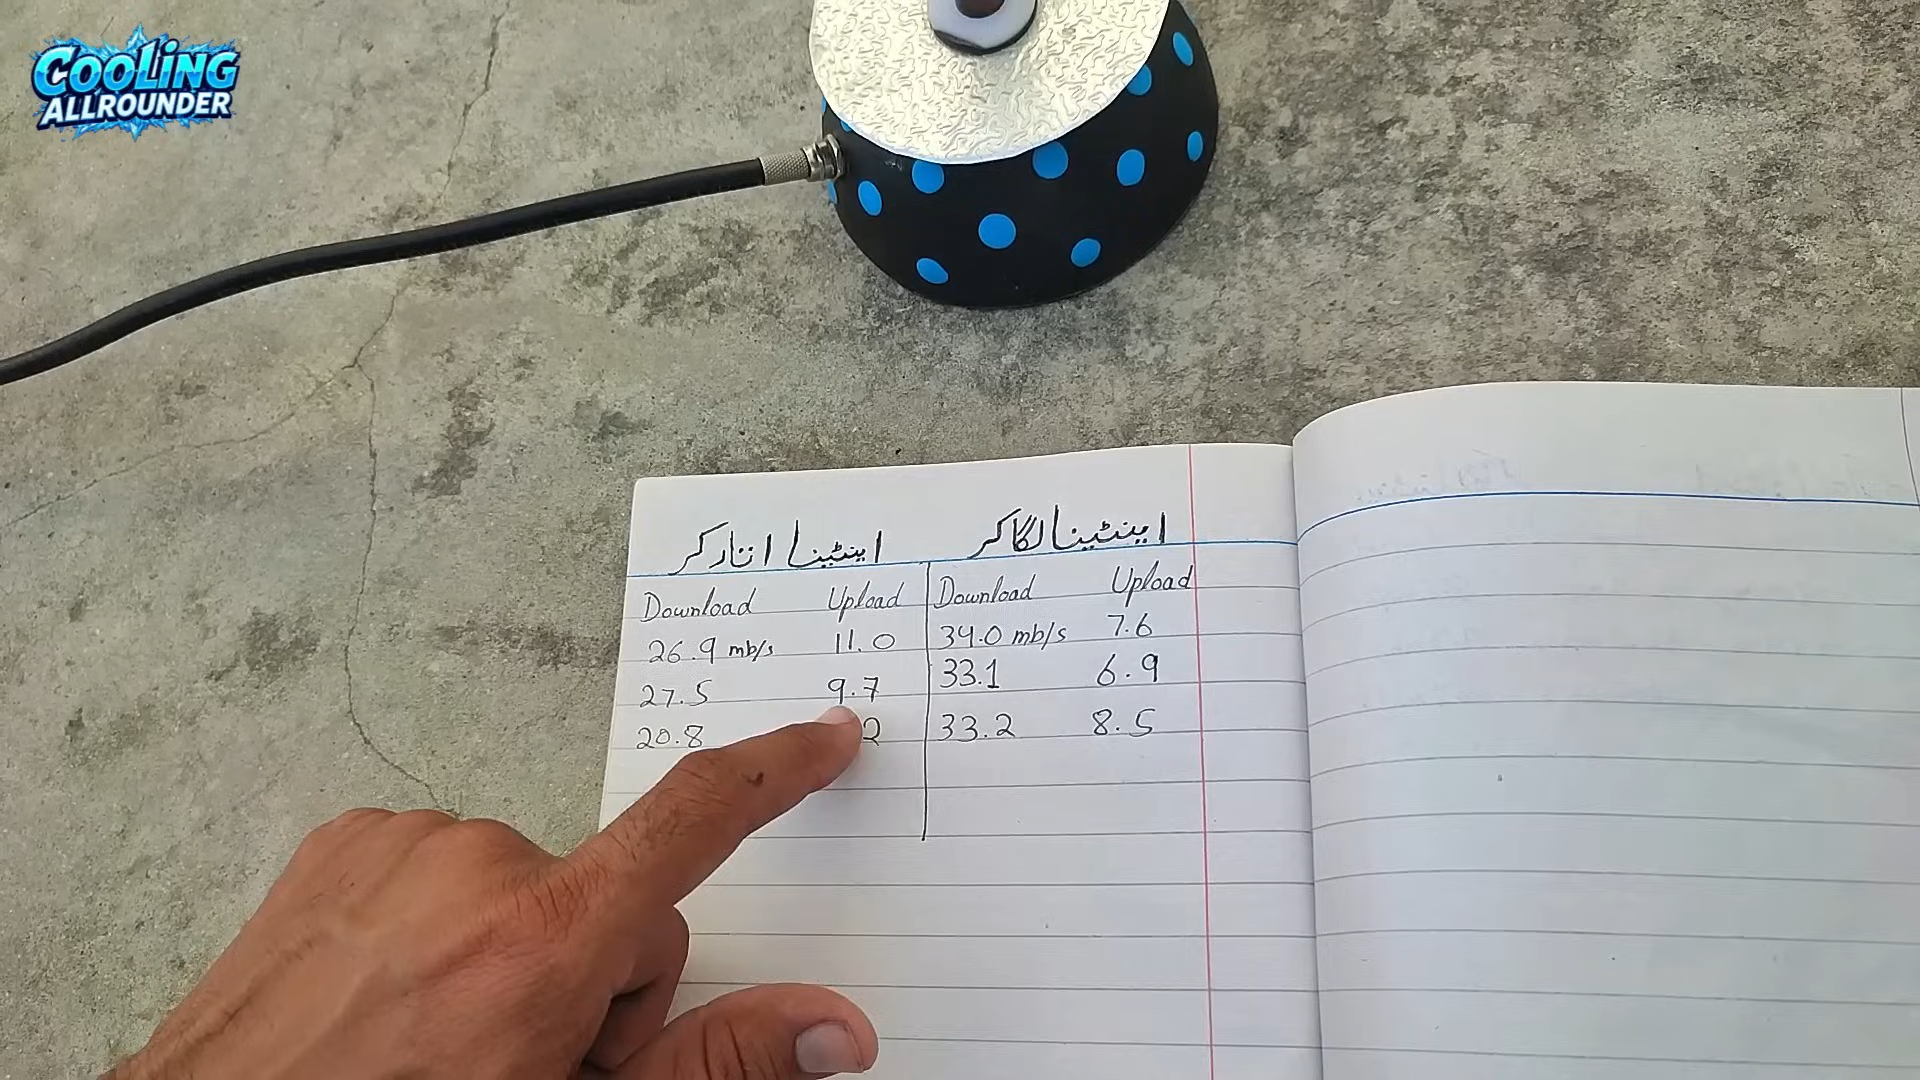 COOLING
ALLROUNDER
اینٹینا لگا کر
اینٹینا اتار کر
Download Upload Download Upload
26.9 mb/s 11.0 34.0 mb/s 7.6
27.5 9.7 33.1 6.9
20.8 2 33.2 8.5